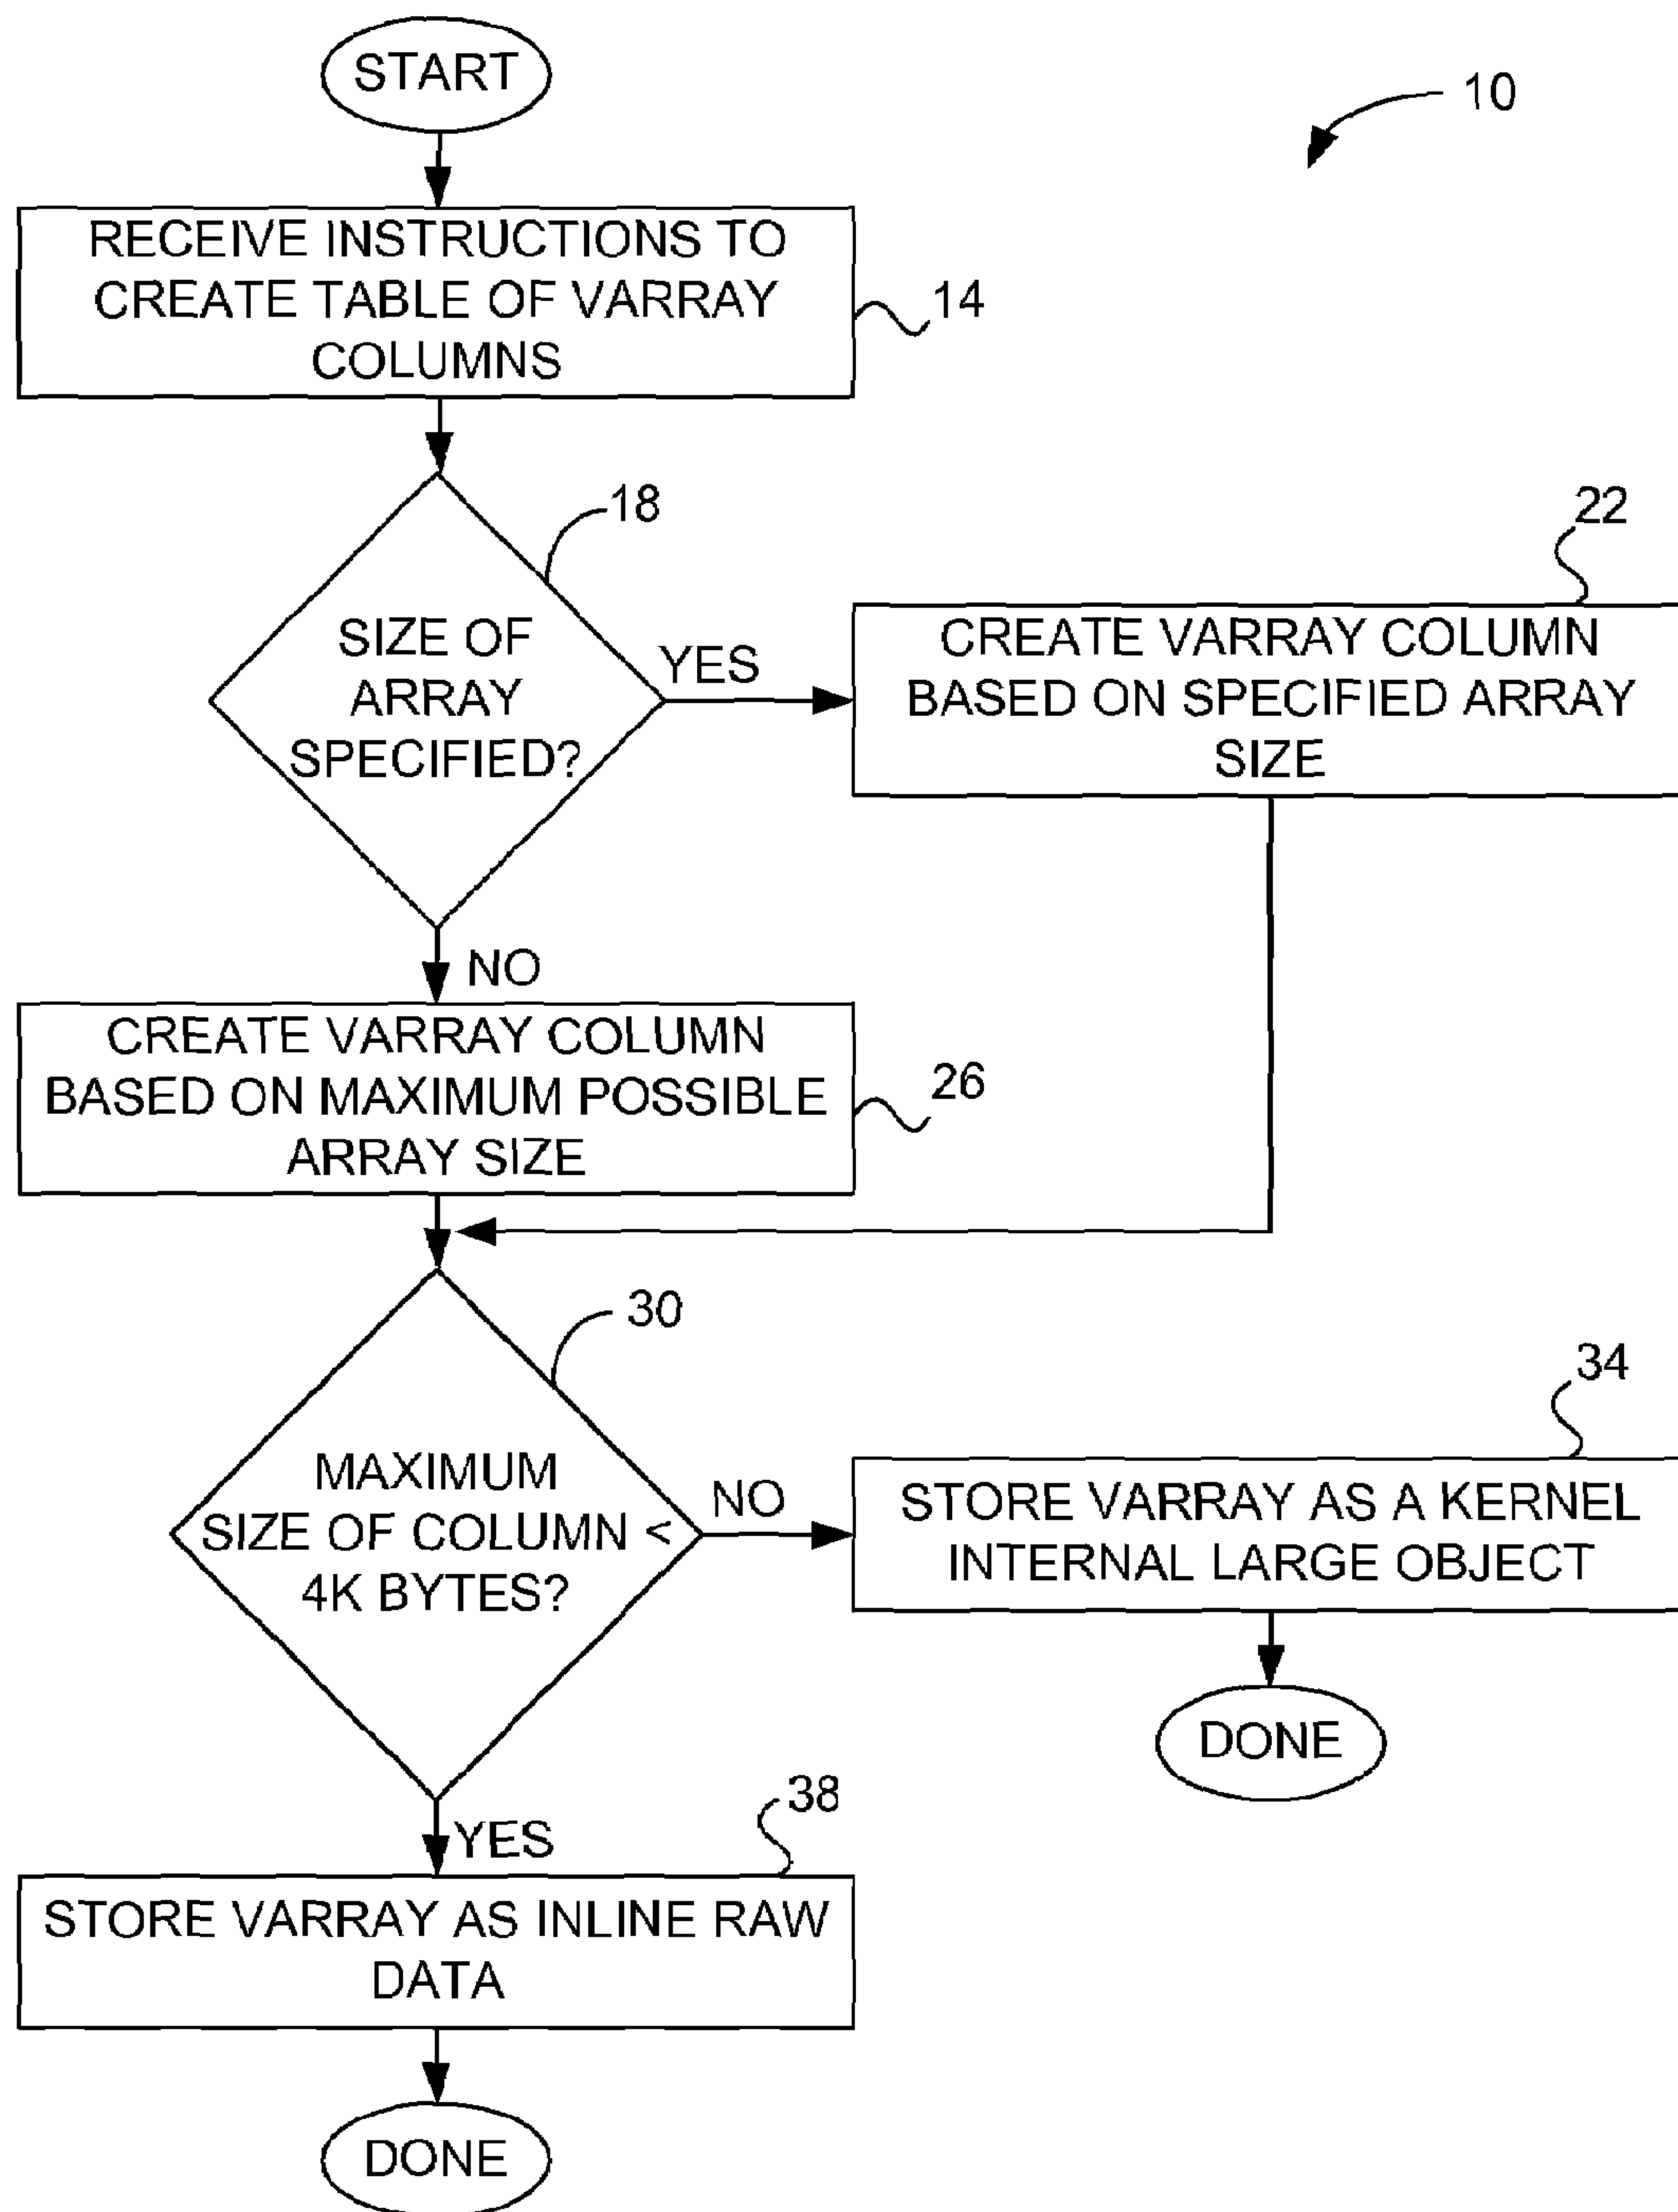 START
10
RECEIVE INSTRUCTIONS TO
CREATE TABLE OF VARRAY
COLUMNS
14
18
SIZE OF
ARRAY
SPECIFIED?
YES
22
CREATE VARRAY COLUMN
BASED ON SPECIFIED ARRAY
SIZE
NO
CREATE VARRAY COLUMN
BASED ON MAXIMUM POSSIBLE
ARRAY SIZE
26
30
MAXIMUM
SIZE OF COLUMN <
4K BYTES?
NO
34
STORE VARRAY AS A KERNEL
INTERNAL LARGE OBJECT
DONE
YES
38
STORE VARRAY AS INLINE RAW
DATA
DONE